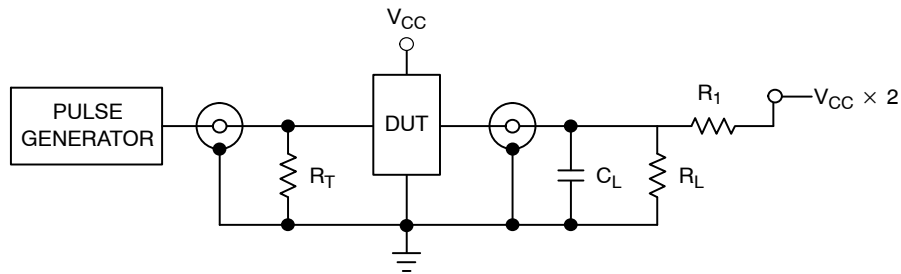 V_CC
PULSE
GENERATOR
DUT
R_T
C_L
R_L
R_1
V_CC × 2